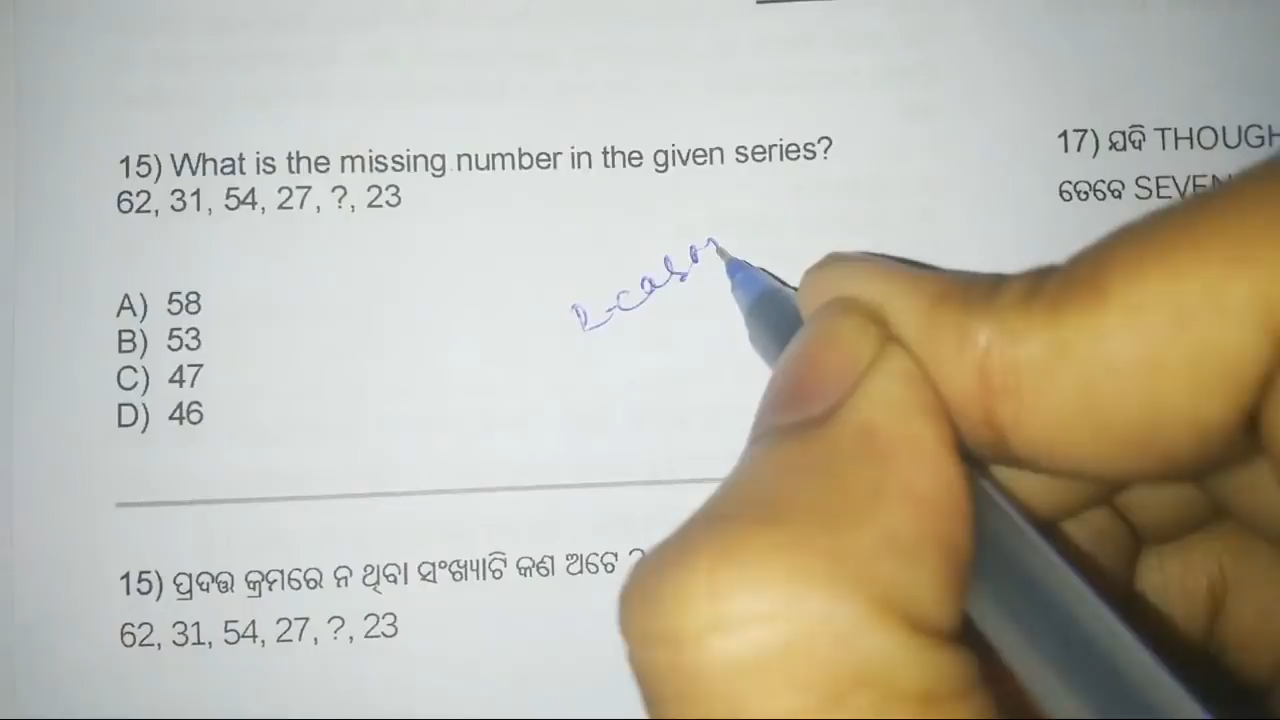 15) What is the missing number in the given series?
62, 31, 54, 27, ?, 23
A) 58
B) 53
C) 47
D) 46
Reason
15) ପ୍ରଦତ୍ତ କ୍ରମରେ ନ ଥିବା ସଂଖ୍ୟାଟି କଣ ଅଟେ ?
62, 31, 54, 27, ?, 23
17) ଯଦି THOUGH
ତେବେ SEVEN